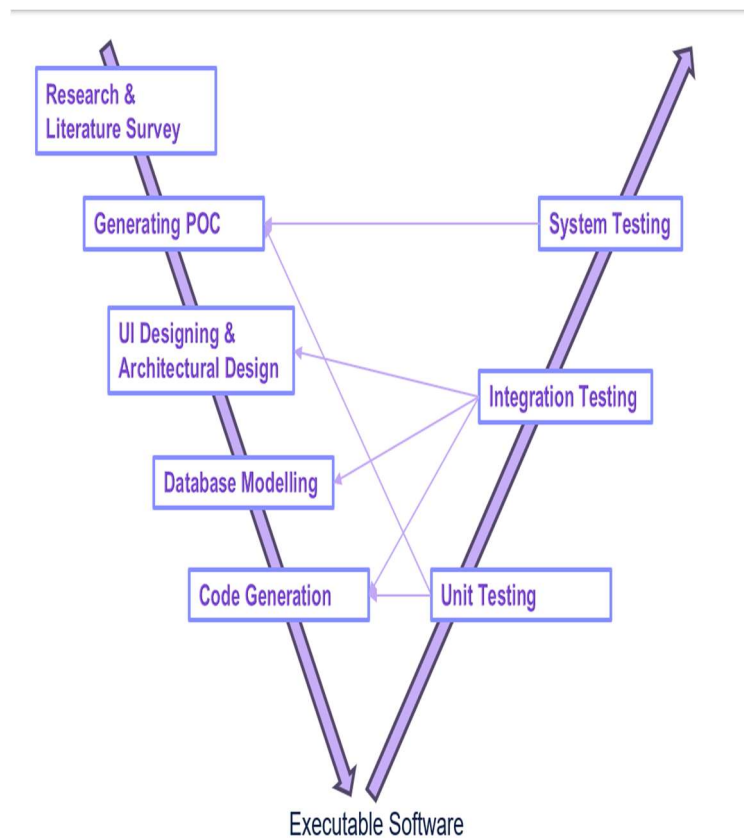 Research &
Literature Survey
Generating POC
System Testing
UI Designing &
Architectural Design
Integration Testing
Database Modelling
Code Generation
Unit Testing
Executable Software